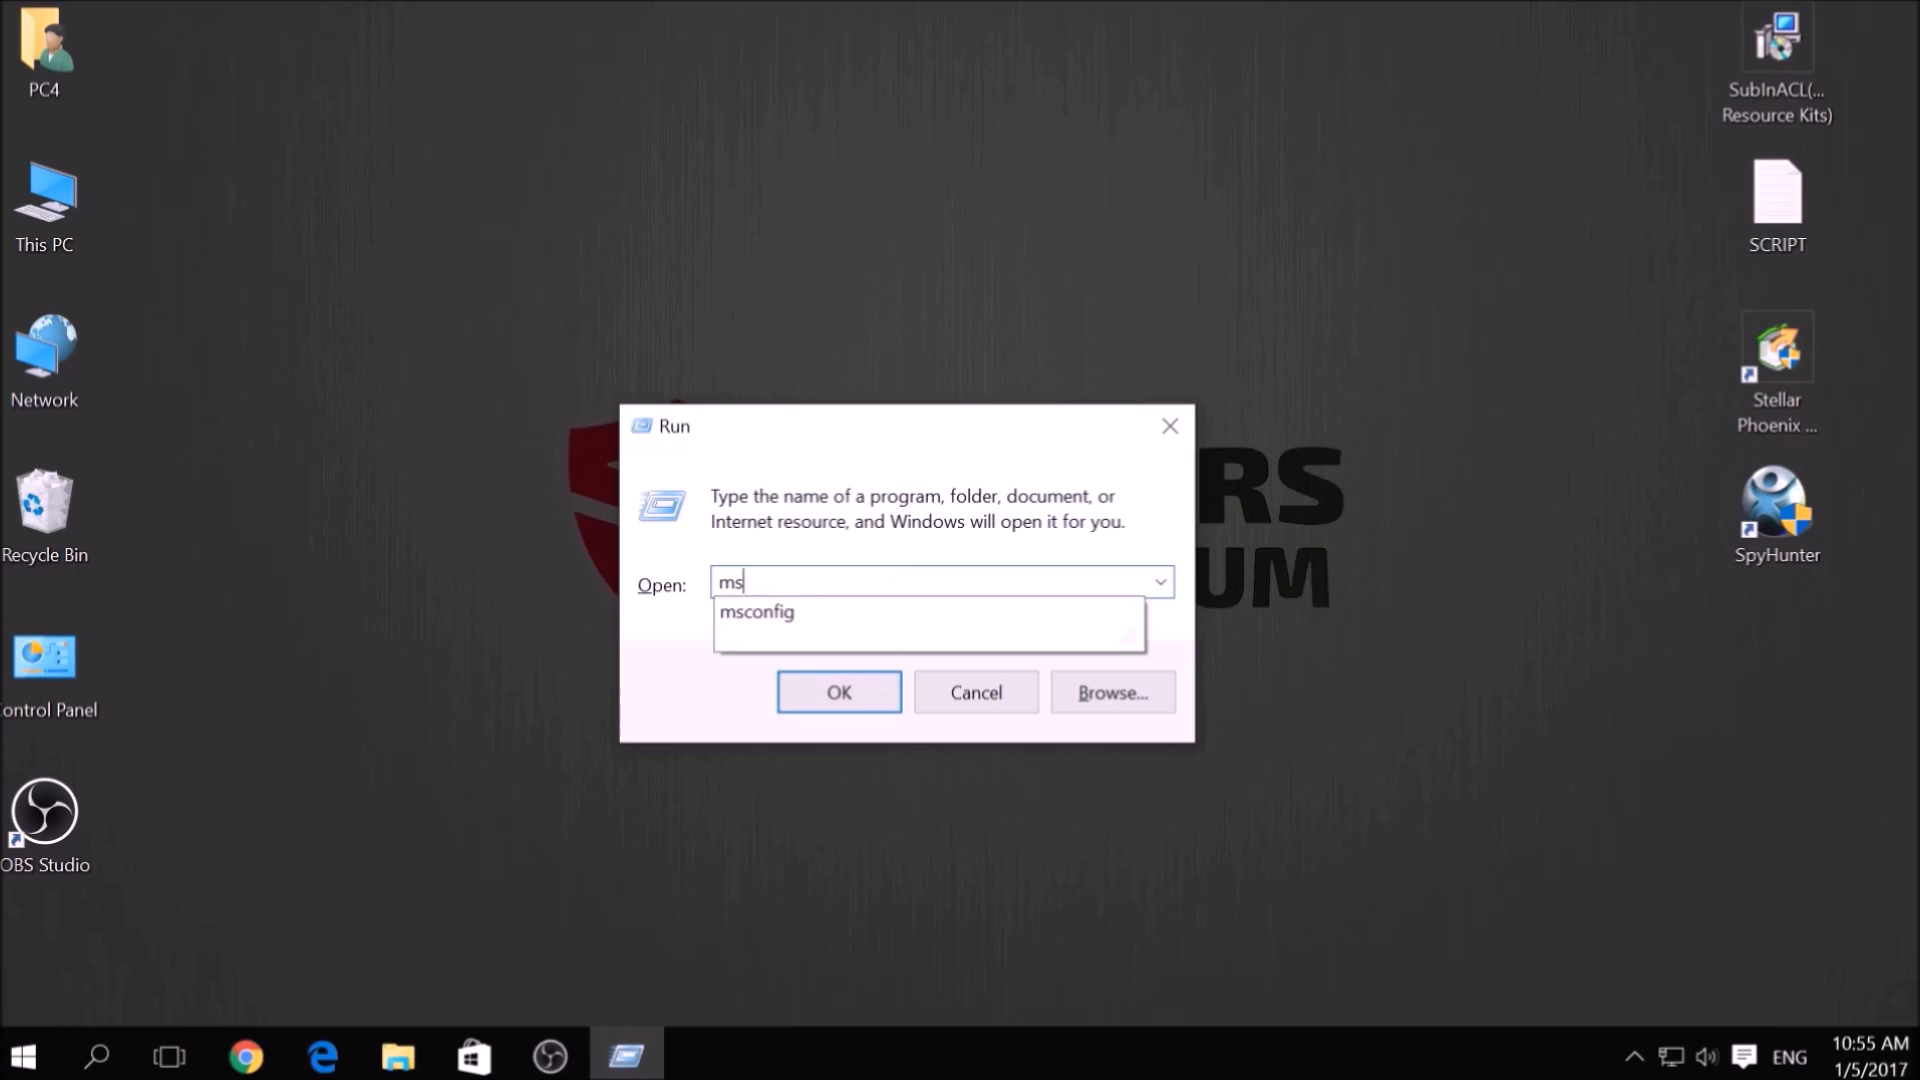 PC4
This PC
Network
Recycle Bin
ontrol Panel
OBS Studio
SubInACL(...
Resource Kits)
SCRIPT
Stellar
Phoenix ...
SpyHunter
RS
UM
Run
Type the name of a program, folder, document, or
Internet resource, and Windows will open it for you.
Open:
ms
msconfig
OK
Cancel
Browse...
ENG
10:55 AM
1/5/2017